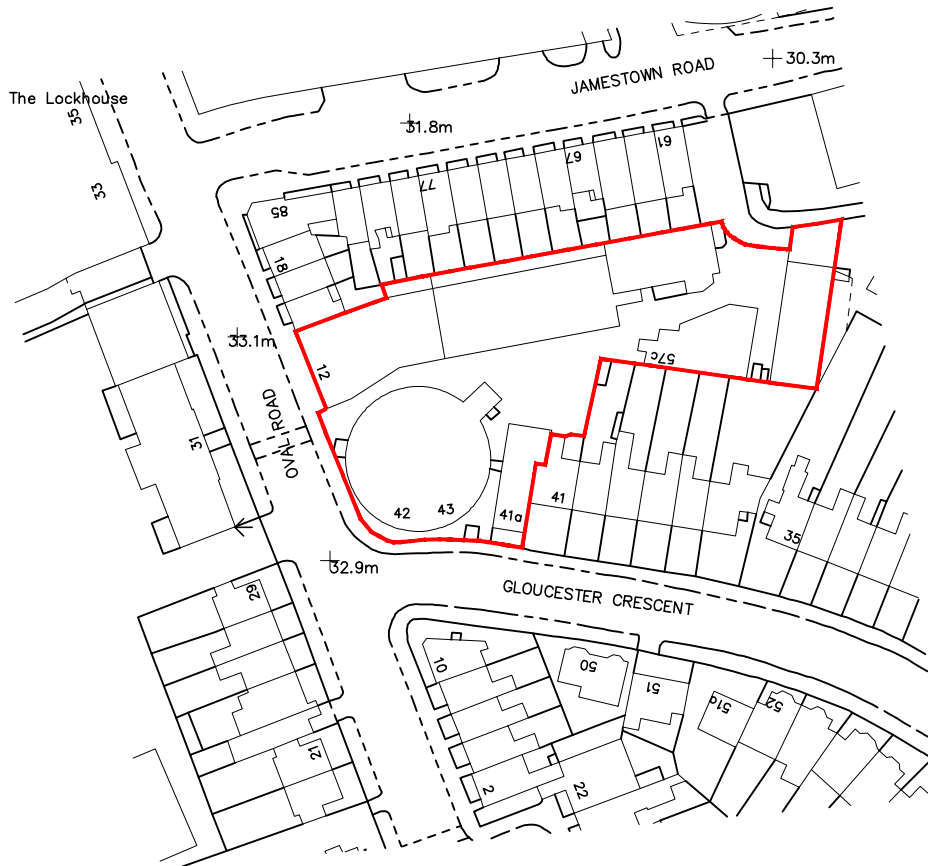 30.3m
JAMESTOWN ROAD
The Lockhouse
35
31.8m
61
67
77
33
85
18
33.1m
57c
12
OVAL ROAD
31
41
42
43
41a
35
32.9m
GLOUCESTER CRESCENT
29
10
50
51
51a
52
21
2
22